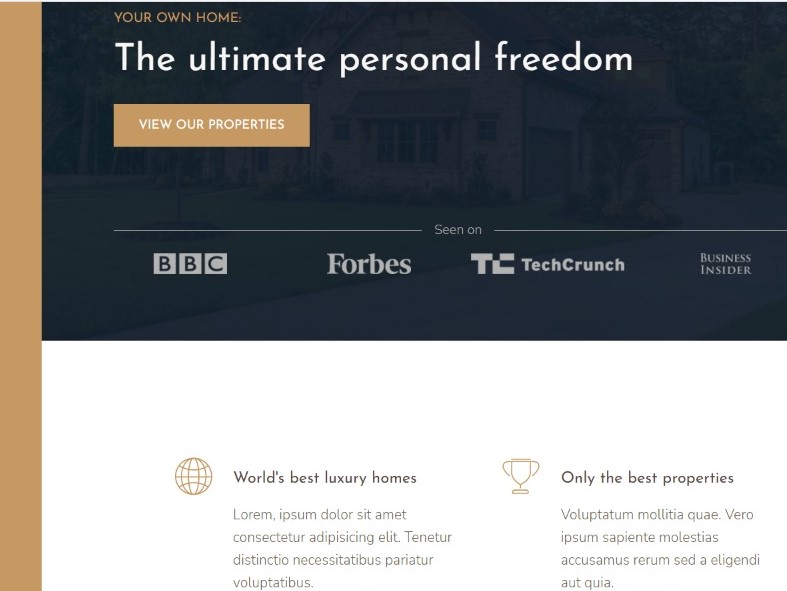 YOUR OWN HOME:
The ultimate personal freedom
VIEW OUR PROPERTIES
Seen on
BBC
Forbes
TC TechCrunch
BUSINESS
INSIDER
World's best luxury homes
Lorem, ipsum dolor sit amet
consectetur adipisicing elit. Tenetur
distinctio necessitatibus pariatur
voluptatibus.
Only the best properties
Voluptatum mollitia quae. Vero
ipsum sapiente molestias
accusamus rerum sed a eligendi
aut quia.